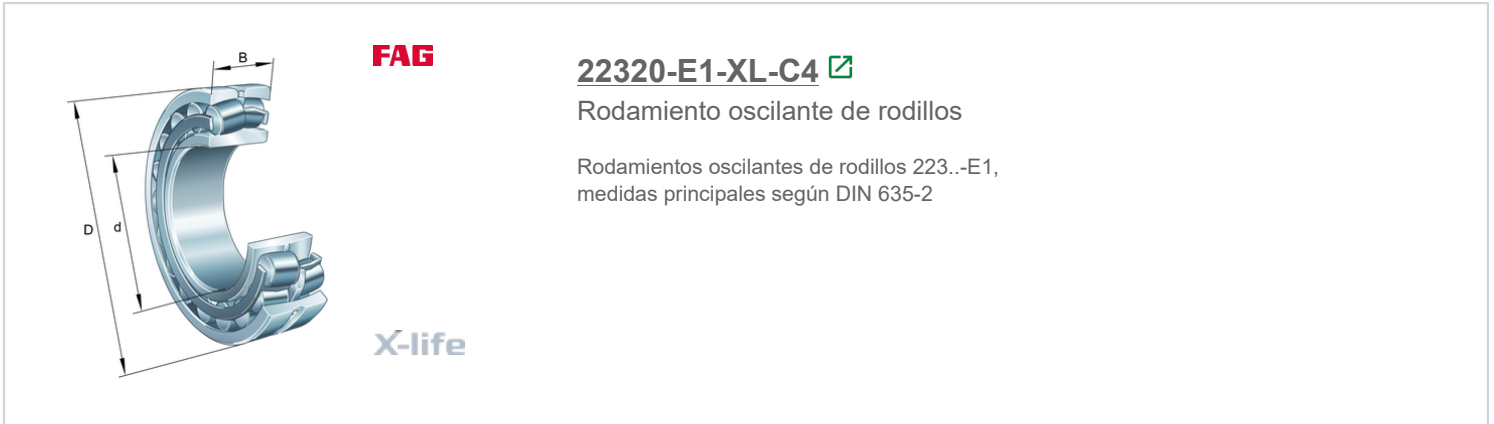 B
D
d
FAG
X-life
22320-E1-XL-C4
Rodamiento oscilante de rodillos
Rodamientos oscilantes de rodillos 223..-E1,
medidas principales según DIN 635-2